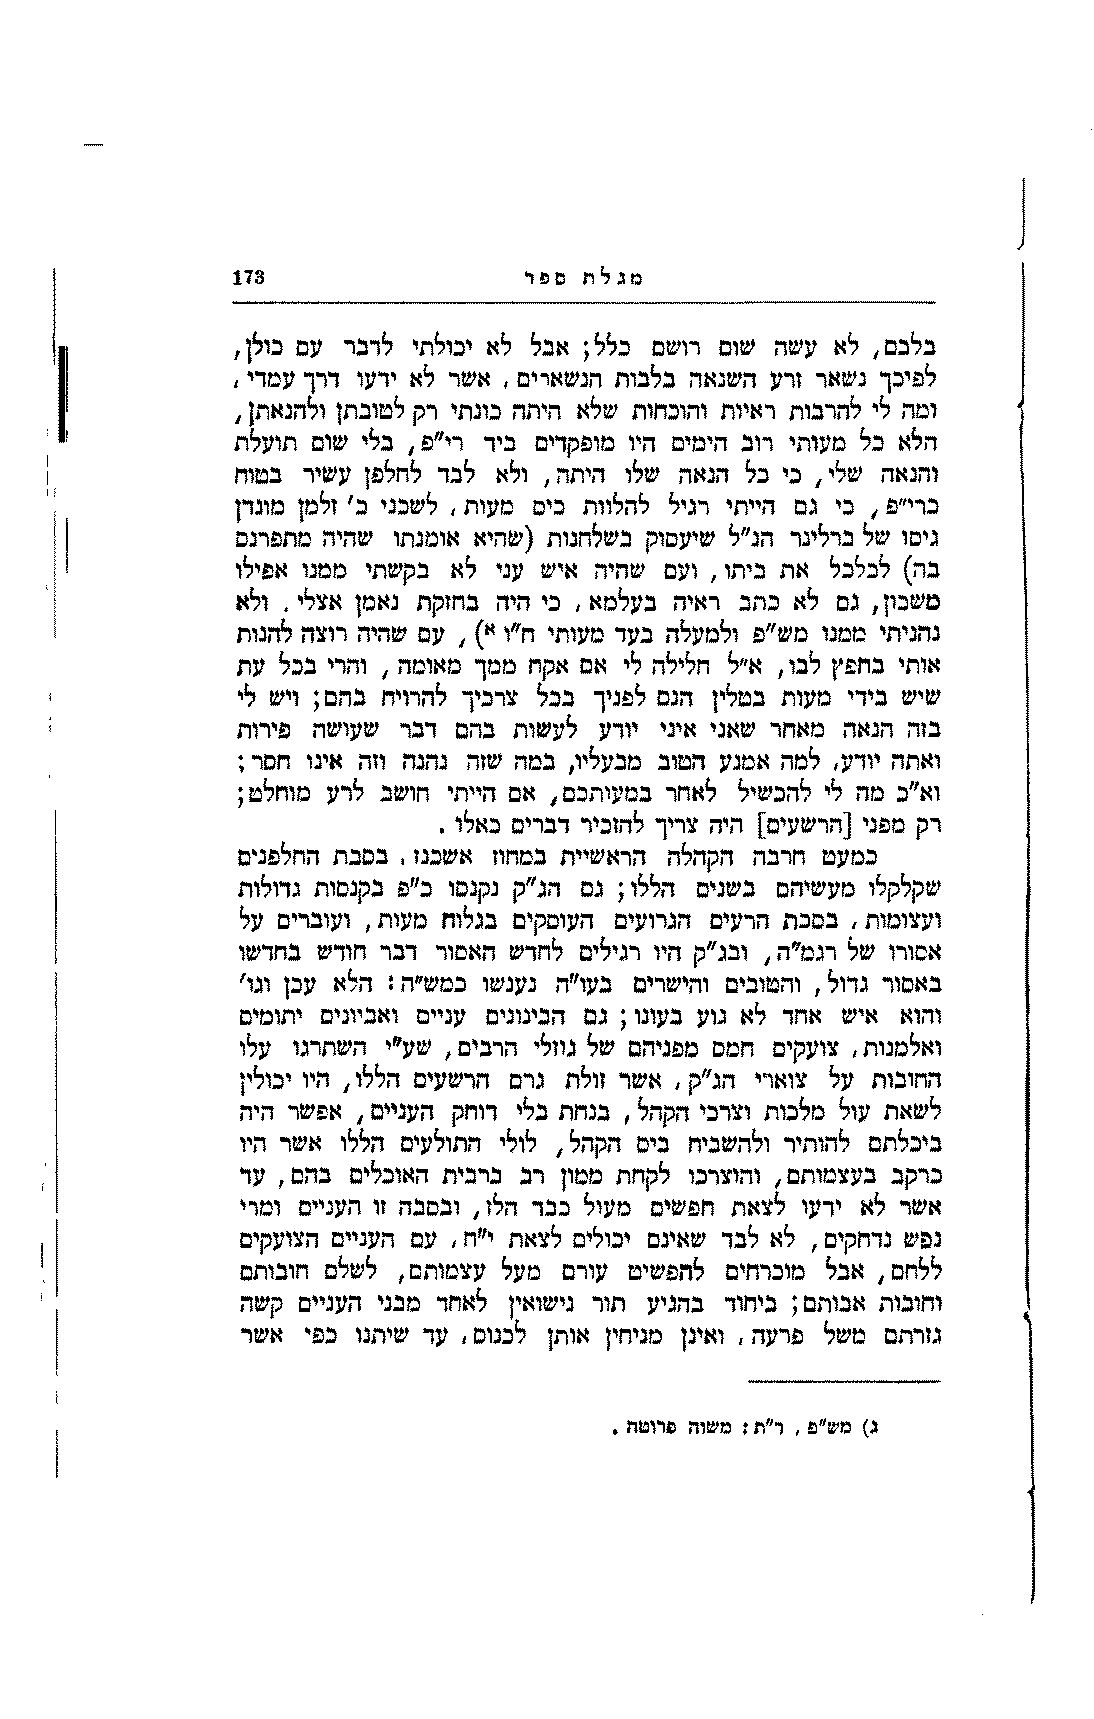 מגלת ספר 173
בלבם, לא עשה שום רושם כלל; אבל לא יכולתי לדבר עם כולן,
לפיכך נשאר זרע השנאה בלבות הנשארים, אשר לא ידעו דרך עמדי,
ומה לי להרבות ראיות והוכחות שלא היתה כונתי רק לטובתן ולהנאתן,
הלא כל מעותי רוב הימים היו מופקדים ביד רי״פ, בלי שום תועלת
והנאה שלי, כי כל הנאה שלו היתה, ולא לבד לחלפן עשיר בטוח
כרי״פ, כי גם הייתי רגיל להלוות כיס מעות, לשכני כ׳ זלמן מונדן
גיסו של ברלינר הנ״ל שיעסוק בשלחנות (שהיא אומנתו שהיה מתפרנס
בה) לכלכל את ביתו, ועם שהיה איש עני לא בקשתי ממנו אפילו
משכון, גם לא כתב ראיה בעלמא, כי היה בחזקת נאמן אצלי. ולא
נהניתי ממנו מש״פ ולמעלה בעד מעותי ח״ו א), עם שהיה רוצה להנות
אותי בחפץ לבו, א״ל חלילה לי אם אקח ממך מאומה, והרי בכל עת
שיש בידי מעות בטלין הנם לפניך בכל צרכיך להרויח בהם; ויש לי
בזה הנאה מאחר שאני איני יודע לעשות בהם דבר שעושה פירות
ואתה יודע, למה אמנע הטוב מבעליו, במה שזה נהנה וזה אינו חסר;
וא״כ מה לי להכשיל לאחר במעותכם, אם הייתי חושב לרע מוחלט;
רק מפני [הרשעים] היה צריך להזכיר דברים כאלו.
כמעט חרבה הקהלה הראשיית במחוז אשכנז, בסבת החלפנים
שקלקלו מעשיהם בשנים הללו; גם הג״ק נקנסו כ״פ בקנסות גדולות
ועצומות, בסכת הרעים הגרועים העוסקים בגלוח מעות, ועוברים על
אסורו של רגמ״ה, ובג״ק היו רגילים לחדש האסור דבר חודש בחדשו
באסור גדול, והטובים והישרים בעו״ה נענשו כמש״ה: הלא עכן וגו׳
והוא איש אחד לא גוע בעונו; גם הבינונים עניים ואביונים יתומים
ואלמנות, צועקים חמס מפניהם של גוזלי הרבים, שע״י השתרגו עלו
החובות על צוארי הג״ק, אשר זולת גרם הרשעים הללו, היו יכולין
לשאת עול מלכות וצרכי הקהל, בנחת בלי דוחק העניים, אפשר היה
ביכלתם להותיר ולהשביח כיס הקהל, לולי התולעים הללו אשר היו
כרקב בעצמותם, והוצרכו לקחת ממון רב ברבית האוכלים בהם, עד
אשר לא ידעו לצאת חפשים מעול כבד הלז, ובסבה זו העניים ומרי
נפש נדחקים, לא לבד שאינם יכולים לצאת י״ח, עם העניים הצועקים
ללחם, אבל מוכרחים להפשיט עורם מעל עצמותם, לשלם חובותם
וחובות אבותם; ביחוד בהגיע תור נישואין לאחד מבני העניים קשה
גזרתם משל פרעה, ואינן מניחין אותן לכנוס, עד שיתנו כפי אשר
ג) מש״פ, ר״ת: משוה פרוטה.